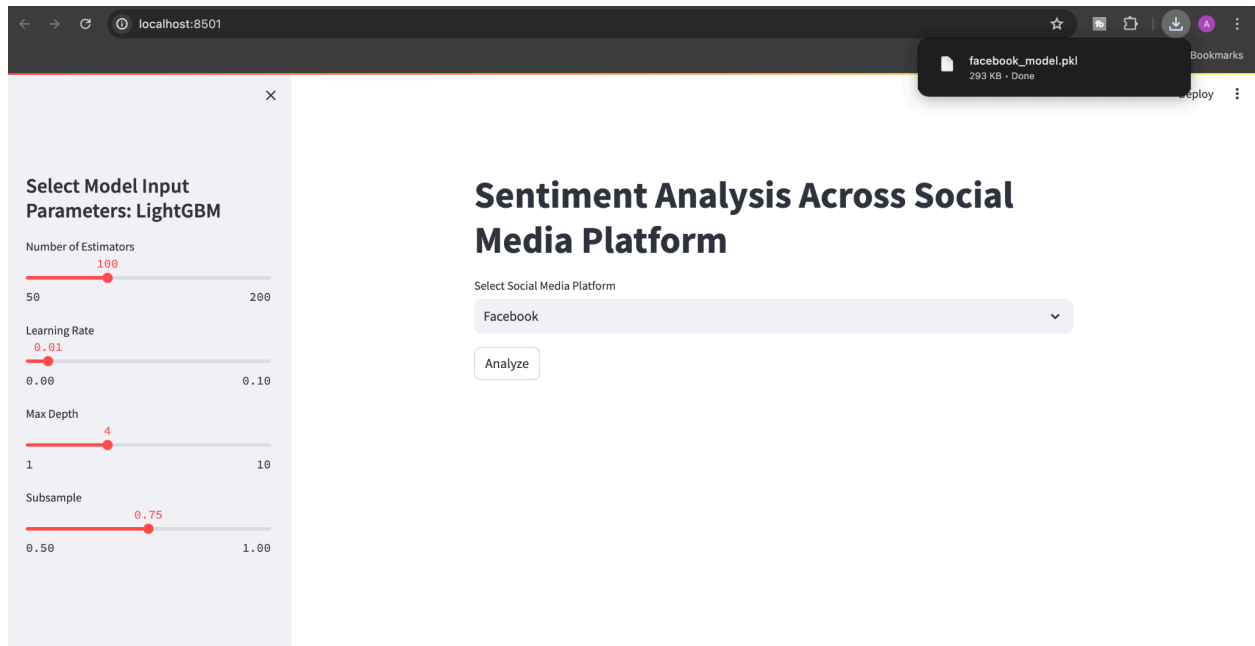 localhost:8501
A
facebook_model.pkl
293 KB • Done
Bookmarks
Deploy
Select Model Input
Parameters: LightGBM
Number of Estimators
100
50 200
Learning Rate
0.01
0.00 0.10
Max Depth
4
1 10
Subsample
0.75
0.50 1.00
Sentiment Analysis Across Social
Media Platform
Select Social Media Platform
Facebook
Analyze